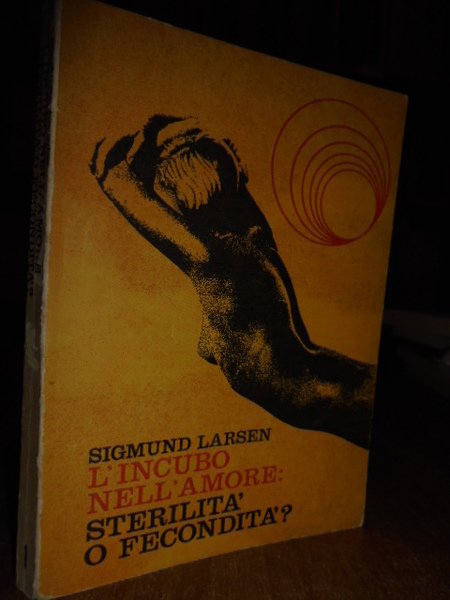 SIGMUND LARSEN
L'INCUBO
NELL'AMORE:
STERILITA'
O FECONDITA'?